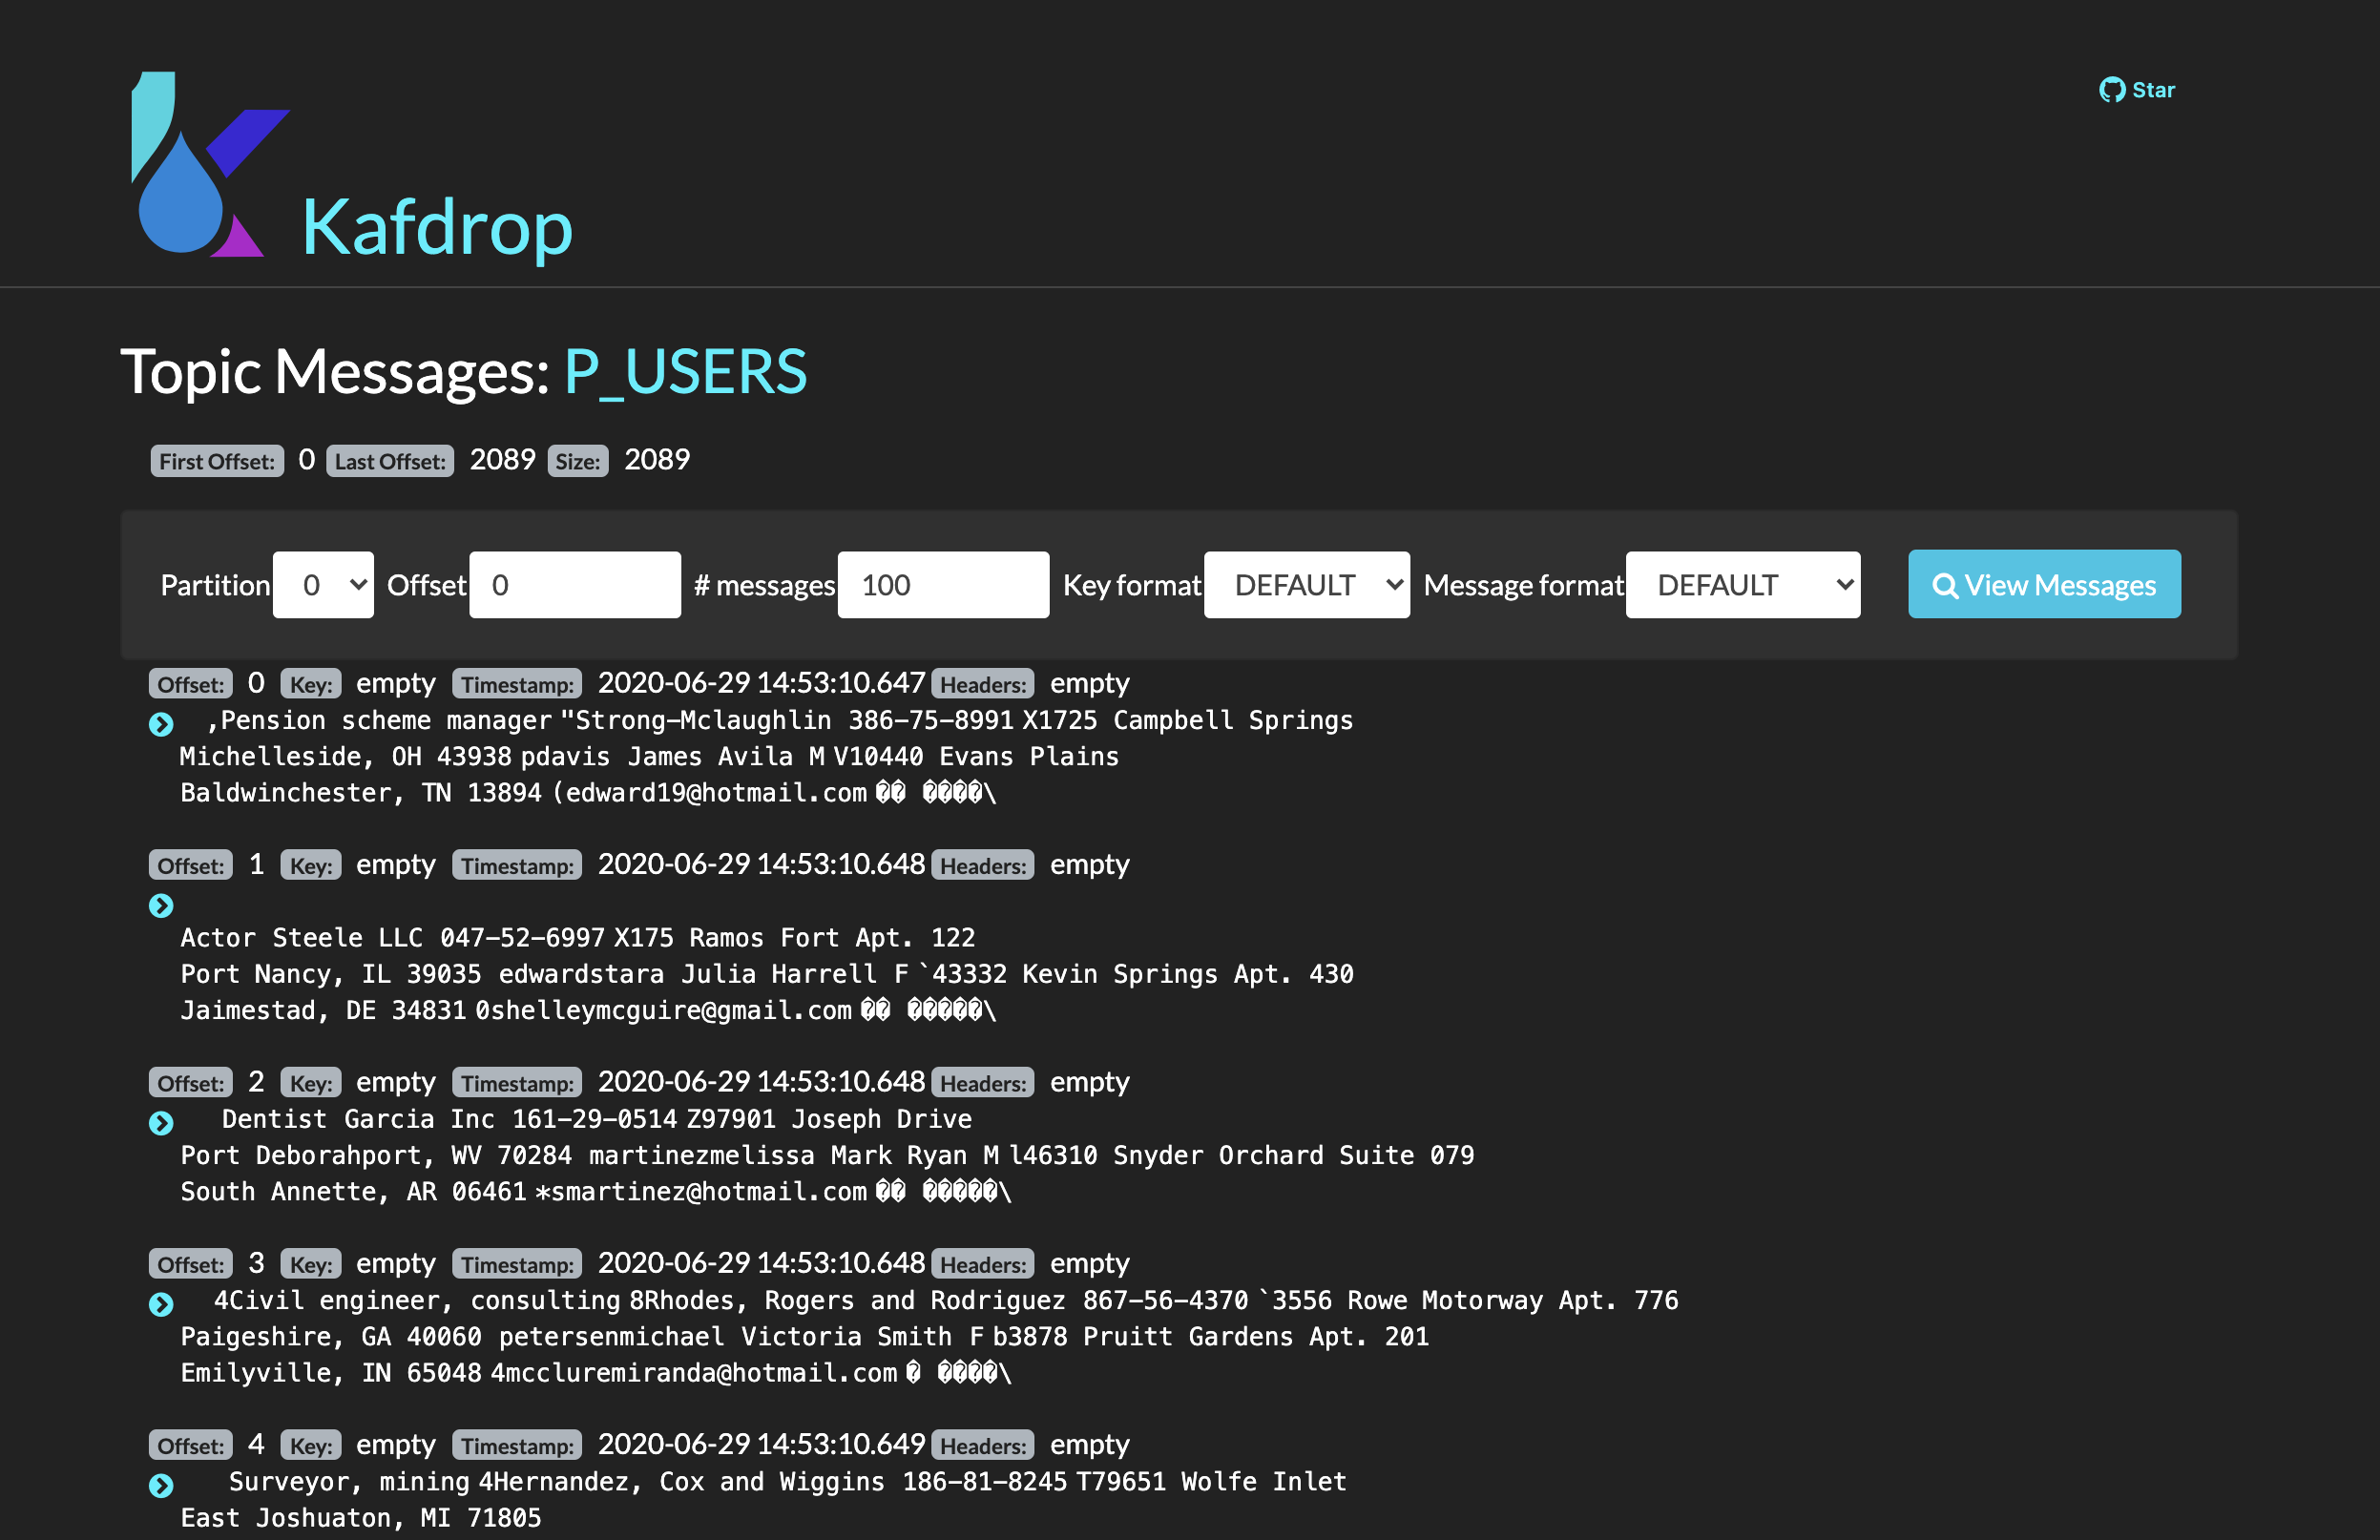 Star
Kafdrop
Topic Messages: P_USERS
First Offset: 0 Last Offset: 2089 Size: 2089
Partition 0 Offset 0 # messages 100 Key format DEFAULT Message format DEFAULT View Messages
Offset: 0 Key: empty Timestamp: 2020-06-29 14:53:10.647 Headers: empty
,Pension scheme manager "Strong-Mclaughlin 386-75-8991 X1725 Campbell Springs
Michelleside, OH 43938 pdavis James Avila M V10440 Evans Plains
Baldwinchester, TN 13894 (edward19@hotmail.com �� ����\
Offset: 1 Key: empty Timestamp: 2020-06-29 14:53:10.648 Headers: empty
Actor Steele LLC 047-52-6997 X175 Ramos Fort Apt. 122
Port Nancy, IL 39035 edwardstara Julia Harrell F `43332 Kevin Springs Apt. 430
Jaimestad, DE 34831 0shelleymcguire@gmail.com �� �����\
Offset: 2 Key: empty Timestamp: 2020-06-29 14:53:10.648 Headers: empty
Dentist Garcia Inc 161-29-0514 Z97901 Joseph Drive
Port Deborahport, WV 70284 martinezmelissa Mark Ryan M l46310 Snyder Orchard Suite 079
South Annette, AR 06461 *smartinez@hotmail.com �� �����\
Offset: 3 Key: empty Timestamp: 2020-06-29 14:53:10.648 Headers: empty
4Civil engineer, consulting 8Rhodes, Rogers and Rodriguez 867-56-4370 `3556 Rowe Motorway Apt. 776
Paigeshire, GA 40060 petersenmichael Victoria Smith F b3878 Pruitt Gardens Apt. 201
Emilyville, IN 65048 4mccluremiranda@hotmail.com � ����\
Offset: 4 Key: empty Timestamp: 2020-06-29 14:53:10.649 Headers: empty
Surveyor, mining 4Hernandez, Cox and Wiggins 186-81-8245 T79651 Wolfe Inlet
East Joshuaton, MI 71805